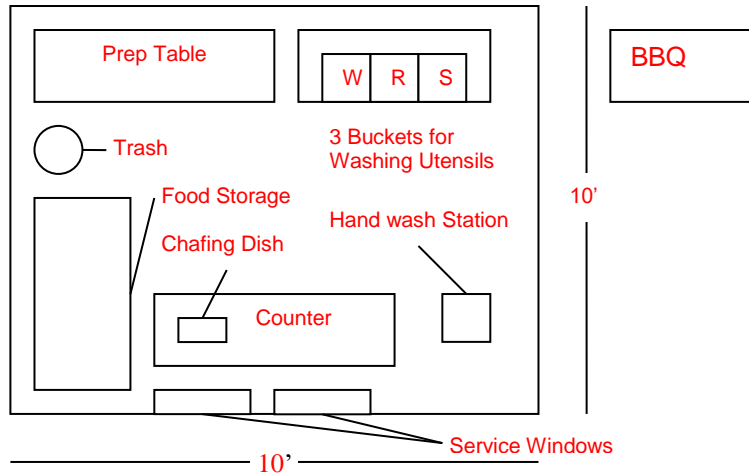 Prep Table
W R S
BBQ
Trash
3 Buckets for
Washing Utensils
Food Storage
10’
Hand wash Station
Chafing Dish
Counter
Service Windows
10’